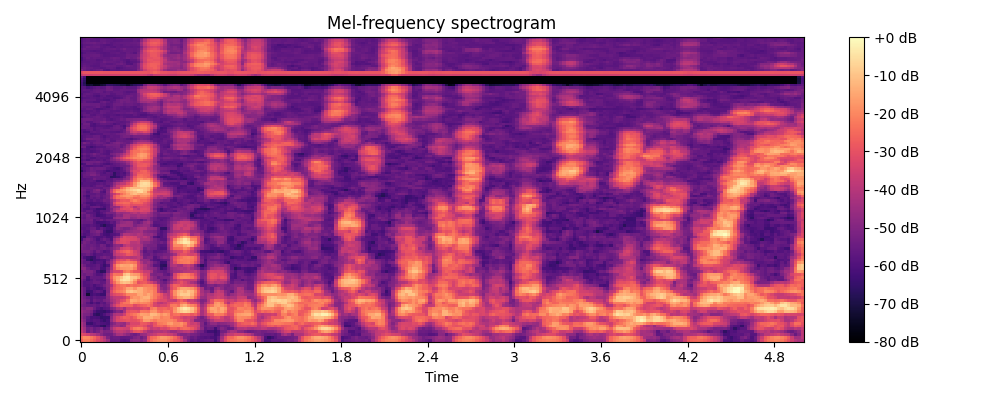 Mel-frequency spectrogram
+0 dB
-10 dB
4096
-20 dB
2048
-30 dB
Hz
-40 dB
1024
-50 dB
512
-60 dB
-70 dB
0
-80 dB
0 0.6 1.2 1.8 2.4 3 3.6 4.2 4.8
Time